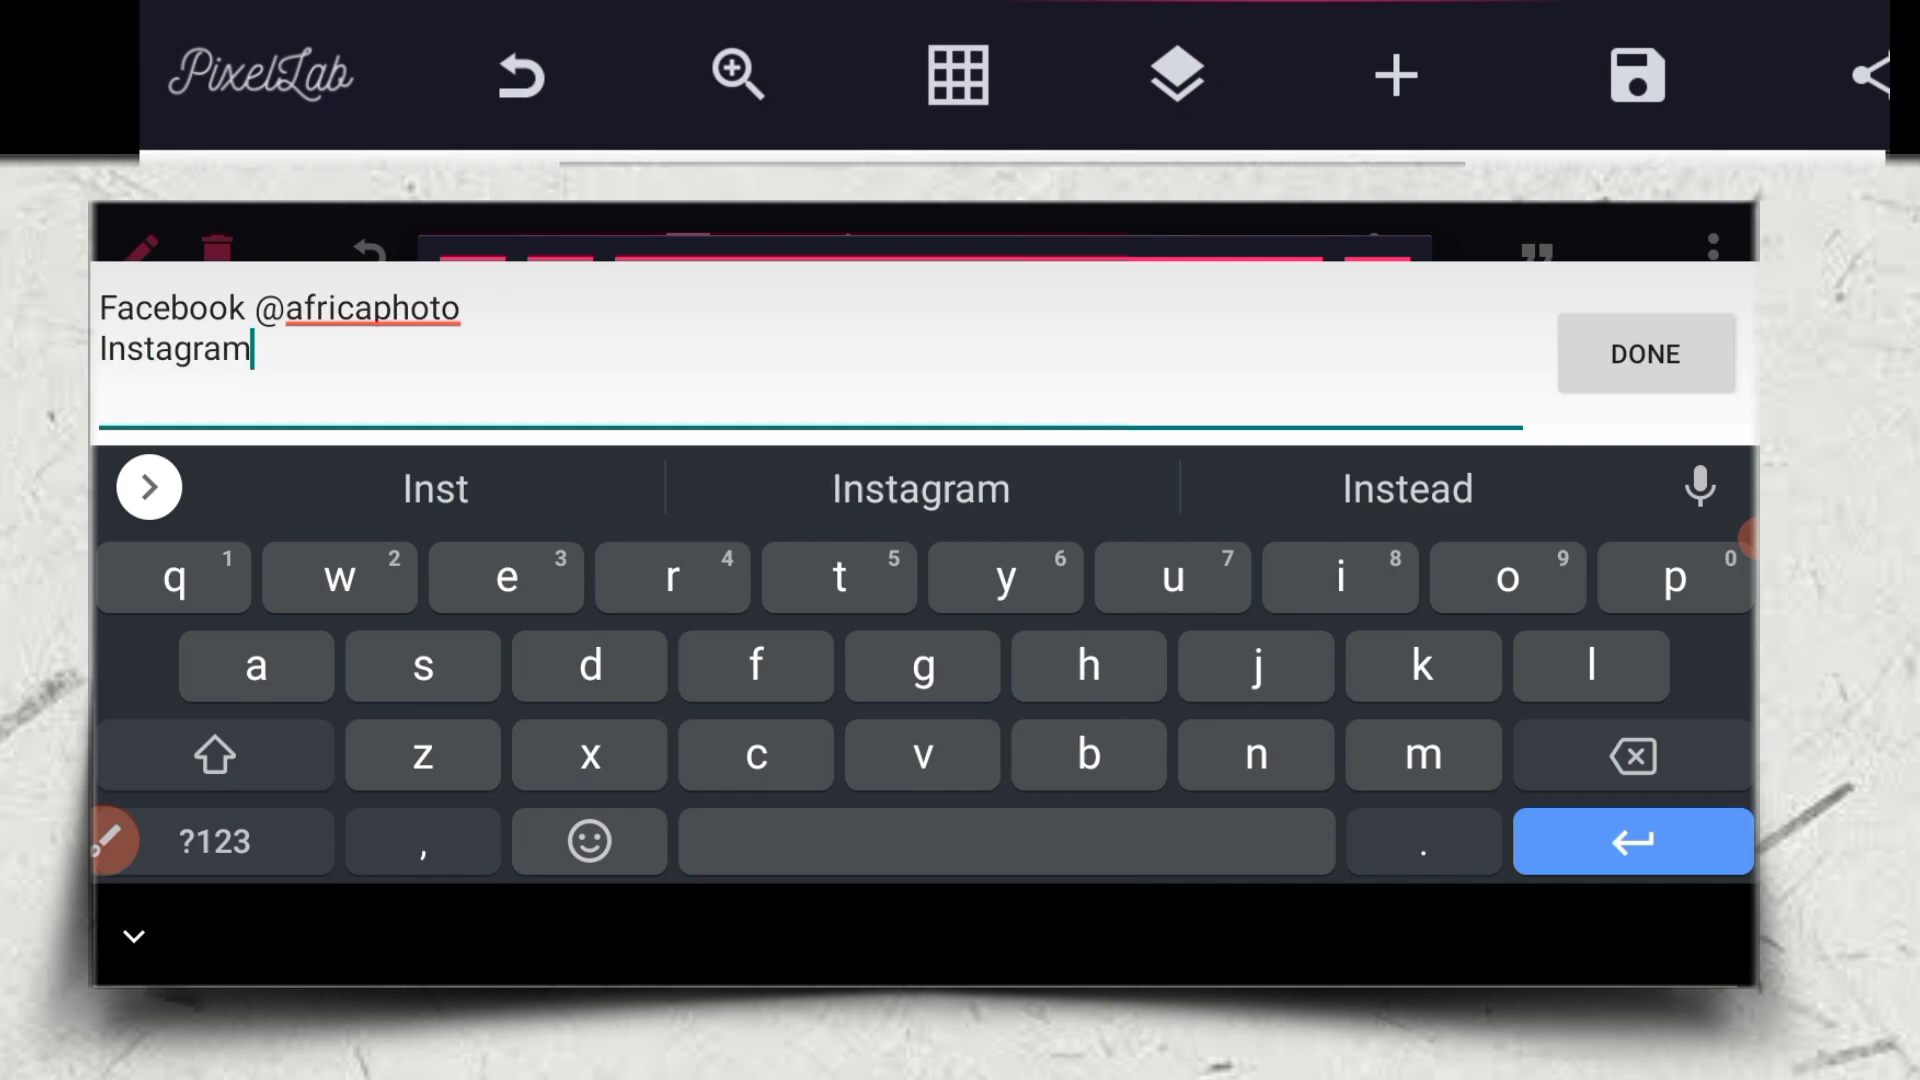 PixelLab
Facebook @africaphoto
Instagram
DONE
Inst Instagram Instead
q 1 w 2 e 3 r 4 t 5 y 6 u 7 i 8 o 9 p 0
a s d f g h j k l
z x c v b n m
?123 , .